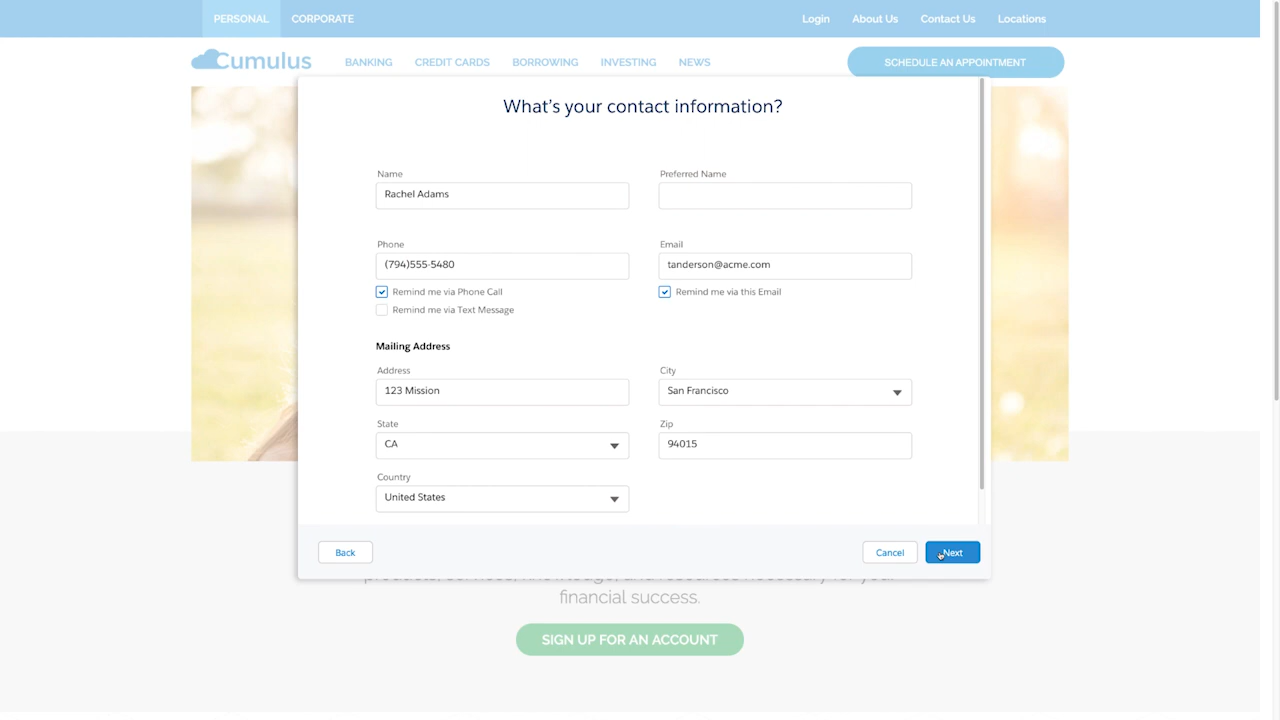 PERSONAL CORPORATE Login About Us Contact Us Locations
Cumulus BANKING CREDIT CARDS BORROWING INVESTING NEWS SCHEDULE AN APPOINTMENT
What's your contact information?
Name Preferred Name
Rachel Adams
Phone Email
(794)555-5480 tanderson@acme.com
Remind me via Phone Call Remind me via this Email
Remind me via Text Message
Mailing Address
Address City
123 Mission San Francisco
State Zip
CA 94015
Country
United States
Back Cancel Next
financial success.
SIGN UP FOR AN ACCOUNT